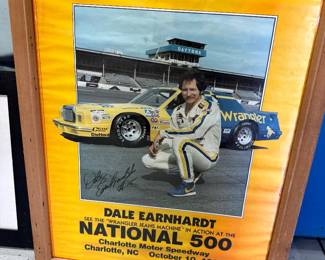 DAYTONA
Wrangler
DALE EARNHARDT
SEE THE "WRANGLER JEANS MACHINE" IN ACTION AT THE
NATIONAL 500
Charlotte Motor Speedway
Charlotte, NC October